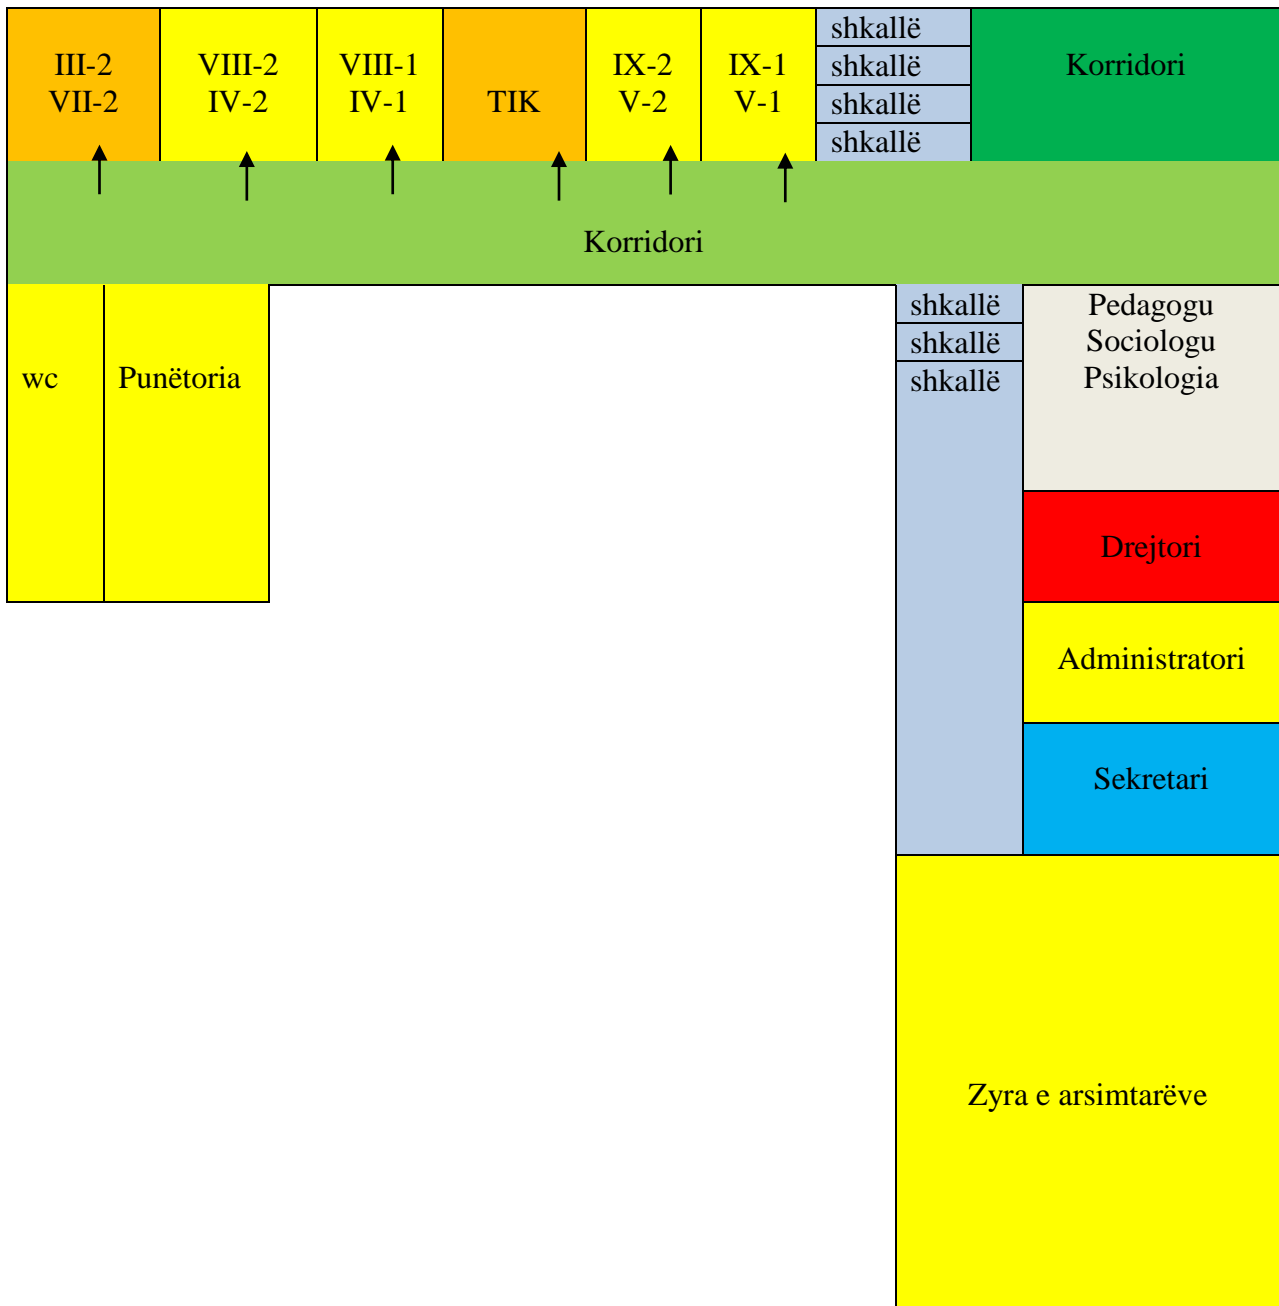 III-2
VII-2
VIII-2
IV-2
VIII-1
IV-1
TIK
IX-2
V-2
IX-1
V-1
shkallë
shkallë
shkallë
shkallë
Korridori
Korridori
wc
Punëtoria
shkallë
shkallë
shkallë
Pedagogu
Sociologu
Psikologia
Drejtori
Administratori
Sekretari
Zyra e arsimtarëve